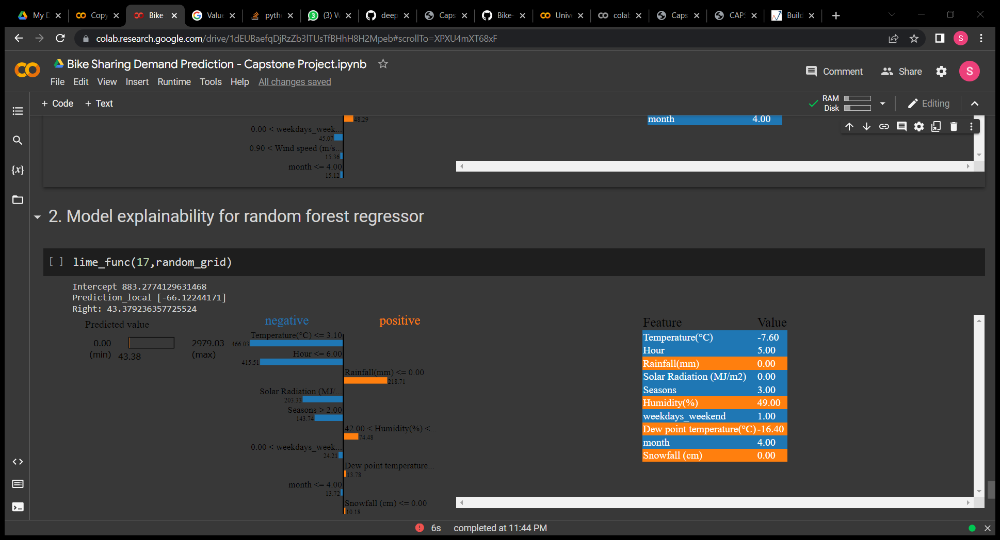 My D
Copy
Bike
Value
pytho
(3) W
deep
Caps
Bike-
Univ
colab
Caps
CAPS
Build
colab.research.google.com/drive/1dEUBaefqDjRzZb3lTUsTfBHhH8H2Mpeb#scrollTo=XPXU4mXT68xF
S
Bike Sharing Demand Prediction - Capstone Project.ipynb
Comment
Share
S
File Edit View Insert Runtime Tools Help All changes saved
+ Code + Text
RAM
Disk
Editing
48.29
0.00 < weekdays_week...
45.07
0.90 < Wind speed (m/s...
15.36
month <= 4.00
15.12
month 4.00
{x}
2. Model explainability for random forest regressor
[ ] lime_func(17,random_grid)
Intercept 883.2774129631468
Prediction_local [-66.12244171]
Right: 43.379236357725524
Predicted value
0.00
(min)
43.38
2979.03
(max)
negative positive
Temperature(°C) <= 3.10
466.03
Hour <= 6.00
415.51
Rainfall(mm) <= 0.00
218.71
Solar Radiation (MJ/...
203.33
Seasons > 2.00
143.74
42.00 < Humidity(%) <...
74.48
0.00 < weekdays_week...
24.21
Dew point temperature...
13.78
month <= 4.00
13.72
Snowfall (cm) <= 0.00
10.18
Feature Value
Temperature(°C) -7.60
Hour 5.00
Rainfall(mm) 0.00
Solar Radiation (MJ/m2) 0.00
Seasons 3.00
Humidity(%) 49.00
weekdays_weekend 1.00
Dew point temperature(°C) -16.40
month 4.00
Snowfall (cm) 0.00
6s completed at 11:44 PM